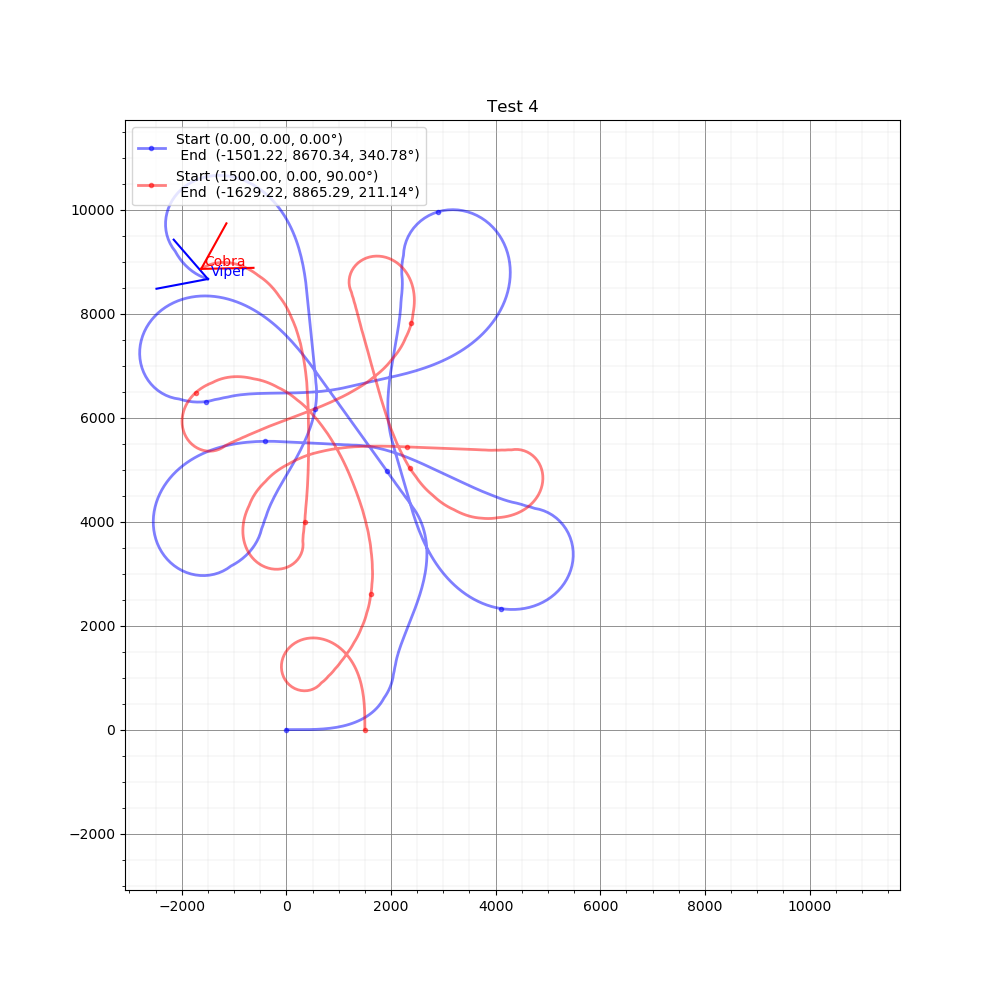 Test 4
Start (0.00, 0.00, 0.00°)
End (-1501.22, 8670.34, 340.78°)
Start (1500.00, 0.00, 90.00°)
End (-1629.22, 8865.29, 211.14°)
10000
Cobra
Viper
8000
6000
4000
2000
0
−2000
−2000 0 2000 4000 6000 8000 10000